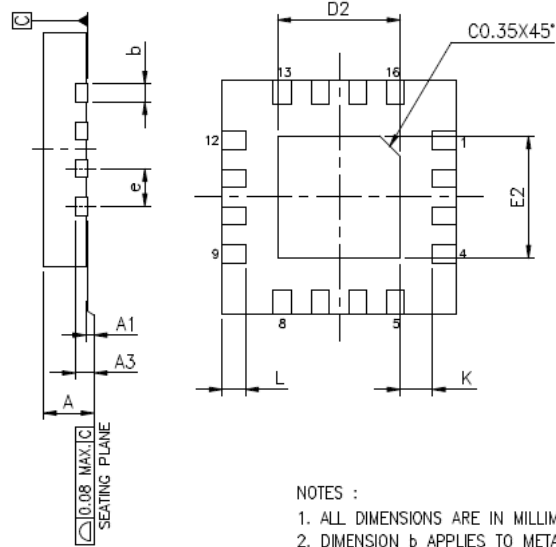 C
D2
C0.35X45°
b
13
16
12
1
e
E2
9
4
A1
8
5
A3
L
K
A
0.08 MAX. C
SEATING PLANE
NOTES :
1. ALL DIMENSIONS ARE IN MILLIM
2. DIMENSION b APPLIES TO META